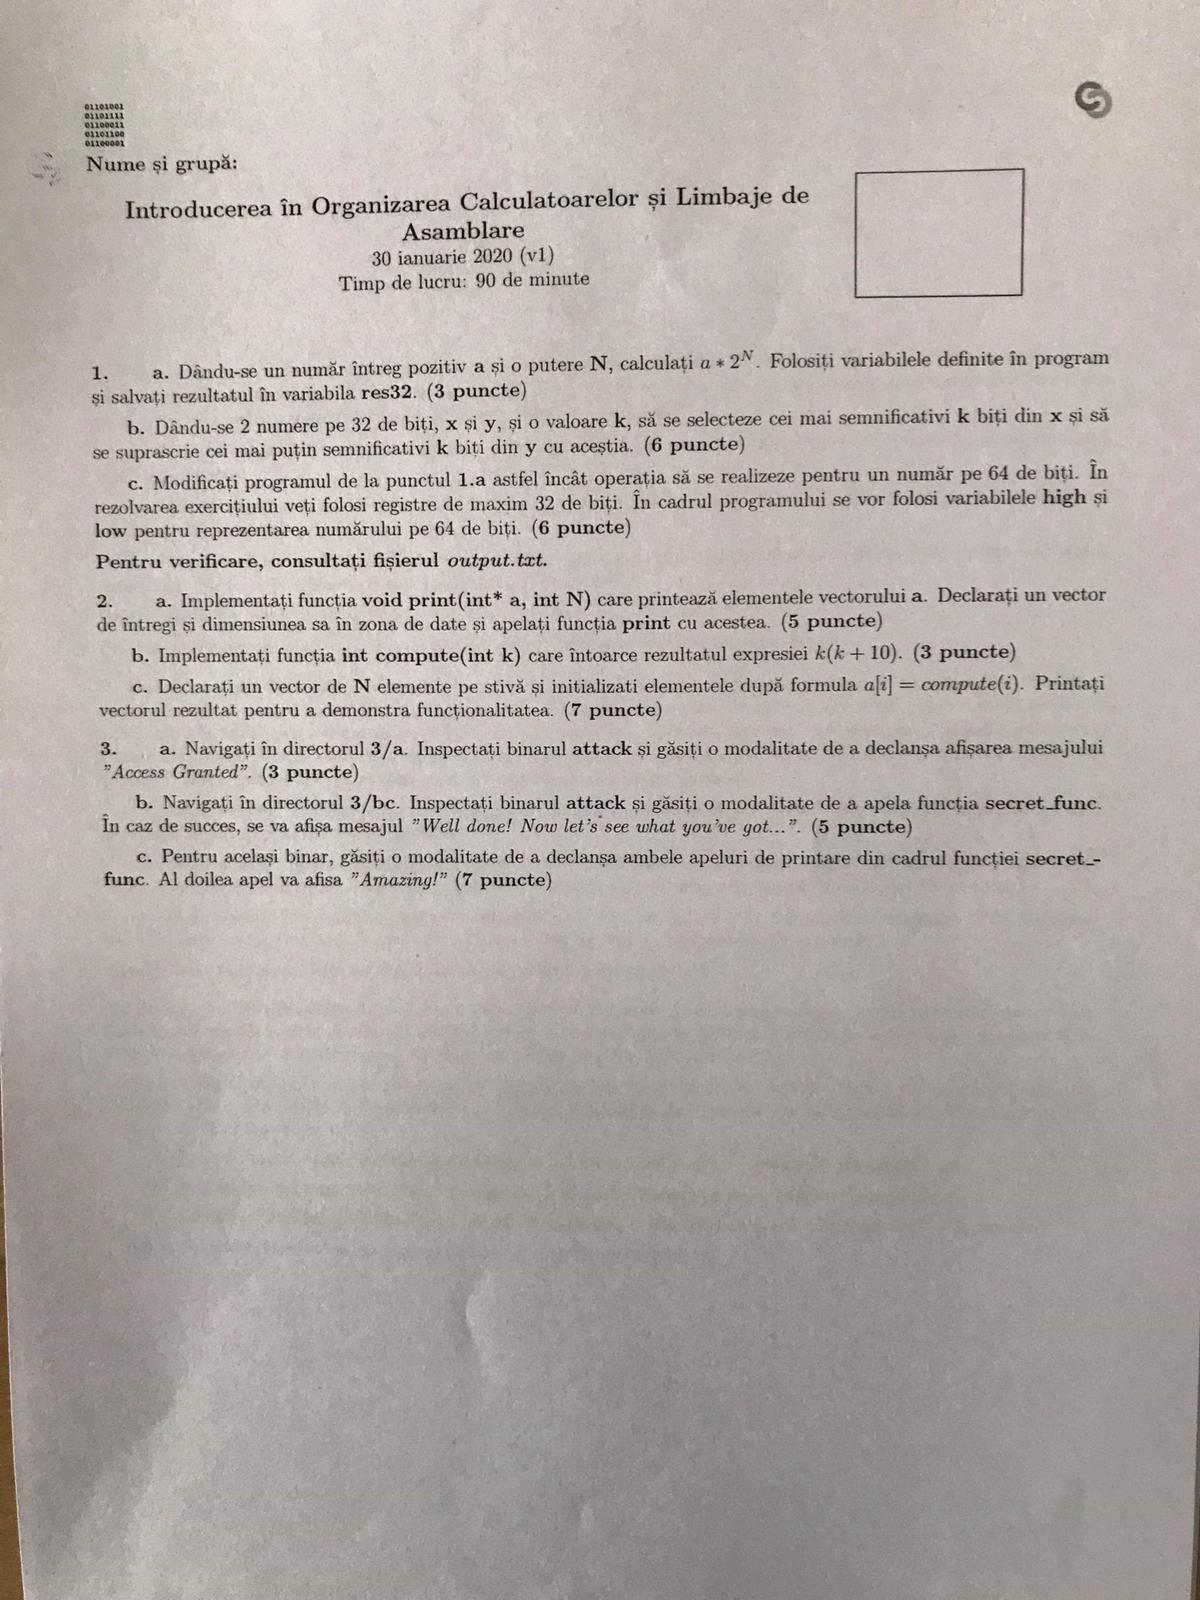 01101001
01101111
01100011
01101100
01100001
Nume și grupă:
Introducerea în Organizarea Calculatoarelor și Limbaje de
Asamblare
30 ianuarie 2020 (v1)
Timp de lucru: 90 de minute
1. a. Dându-se un număr întreg pozitiv a și o putere N, calculați a ∗ 2^N. Folosiți variabilele definite în program
și salvați rezultatul în variabila res32. (3 puncte)
b. Dându-se 2 numere pe 32 de biți, x și y, și o valoare k, să se selecteze cei mai semnificativi k biți din x și să
se suprascrie cei mai puțin semnificativi k biți din y cu aceștia. (6 puncte)
c. Modificați programul de la punctul 1.a astfel încât operația să se realizeze pentru un număr pe 64 de biți. În
rezolvarea exercițiului veți folosi registre de maxim 32 de biți. În cadrul programului se vor folosi variabilele high și
low pentru reprezentarea numărului pe 64 de biți. (6 puncte)
Pentru verificare, consultați fișierul output.txt.
2. a. Implementați funcția void print(int* a, int N) care printează elementele vectorului a. Declarați un vector
de întregi și dimensiunea sa în zona de date și apelați funcția print cu acestea. (5 puncte)
b. Implementați funcția int compute(int k) care întoarce rezultatul expresiei k(k + 10). (3 puncte)
c. Declarați un vector de N elemente pe stivă și initializati elementele după formula a[i] = compute(i). Printați
vectorul rezultat pentru a demonstra funcționalitatea. (7 puncte)
3. a. Navigați în directorul 3/a. Inspectați binarul attack și găsiți o modalitate de a declanșa afișarea mesajului
”Access Granted”. (3 puncte)
b. Navigați în directorul 3/bc. Inspectați binarul attack și găsiți o modalitate de a apela funcția secret_func.
În caz de succes, se va afișa mesajul ”Well done! Now let’s see what you’ve got...”. (5 puncte)
c. Pentru același binar, găsiți o modalitate de a declanșa ambele apeluri de printare din cadrul funcției secret_-
func. Al doilea apel va afisa ”Amazing!” (7 puncte)